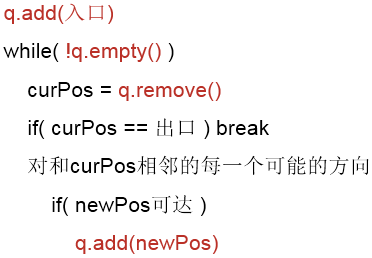 q.add(入口)
while( !q.empty() )
curPos = q.remove()
if( curPos == 出口 ) break
对和curPos相邻的每一个可能的方向
if( newPos可达 )
q.add(newPos)